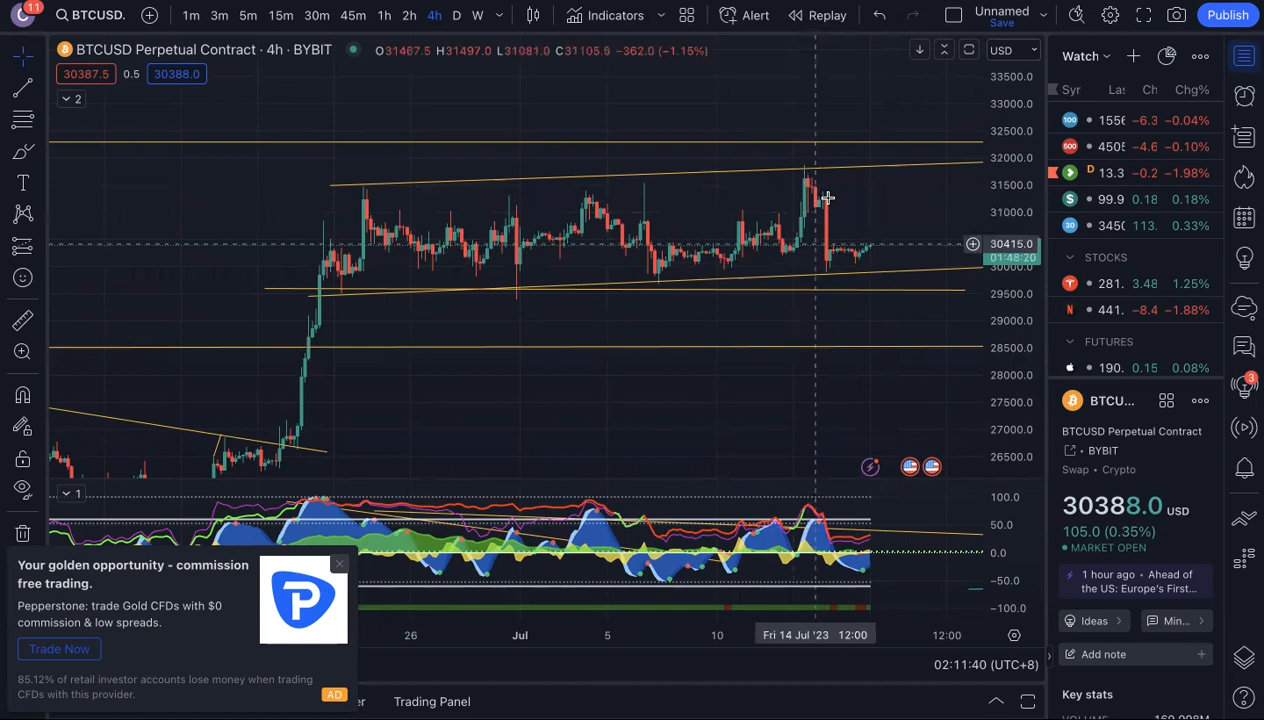 C 11 BTCUSD. 1m 3m 5m 15m 30m 45m 1h 2h 4h D W Indicators Alert Replay Unnamed Save Publish
BTCUSD Perpetual Contract · 4h · BYBIT O31467.5 H31497.0 L31081.0 C31105.5 −362.0 (−1.15%) USD
30387.5 0.5 30388.0
2
33500.0
33000.0
32500.0
32000.0
31500.0
31000.0
30415.0
01:48:20
30000.0
29500.0
29000.0
28500.0
28000.0
27500.0
27000.0
26500.0
1
100.0
50.0
0.0
−50.0
−100.0
26 Jul 5 10 Fri 14 Jul '23 12:00 12:00
02:11:40 (UTC+8)
Trading Panel
Your golden opportunity - commission
free trading.
Pepperstone: trade Gold CFDs with $0
commission & low spreads.
Trade Now
85.12% of retail investor accounts lose money when trading
CFDs with this provider.
AD
Watch
Syr Las Ch Chg%
100 1556 −6.3 −0.04%
500 4505 −4.6 −0.10%
D 13.3 −0.2 −1.98%
99.9 0.18 0.18%
30 3450 113. 0.33%
STOCKS
281. 3.48 1.25%
441. −8.4 −1.88%
FUTURES
190. 0.15 0.08%
BTCU...
BTCUSD Perpetual Contract
BYBIT
Swap • Crypto
30388.0 USD
105.0 (0.35%)
MARKET OPEN
1 hour ago • Ahead of
the US: Europe's First...
Ideas Min...
Add note
Key stats
3